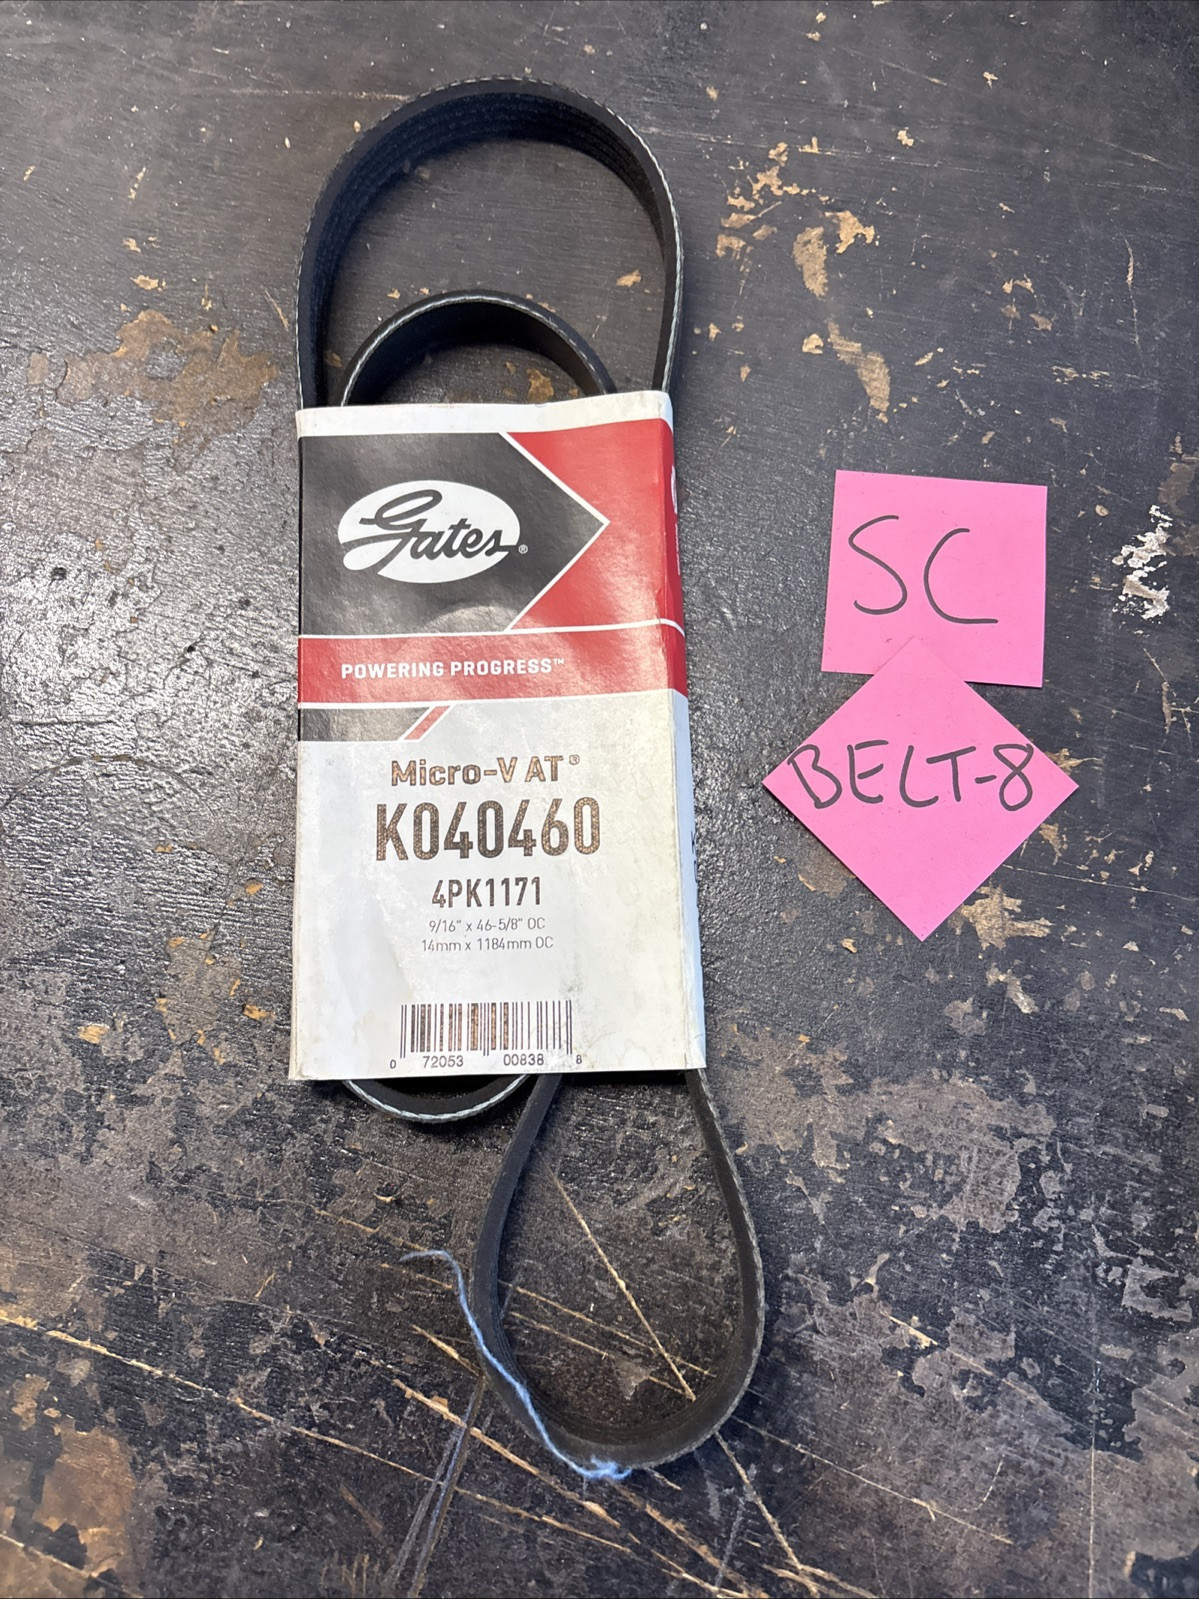 Gates®
POWERING PROGRESS™
Micro-V AT®
K040460
4PK1171
9/16" x 46-5/8" OC
14mm x 1184mm OC
0 72053 00838 8
SC
BELT-8